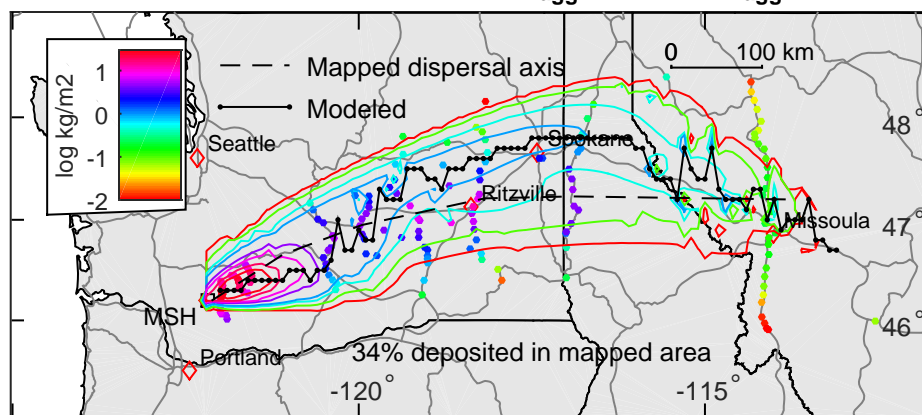 0 100 km
Mapped dispersal axis
Modeled
log kg/m2
1
0
-1
-2
Seattle
Spokane
48°
Ritzville
47°
Missoula
MSH
46°
Portland
34% deposited in mapped area
-120°
-115°